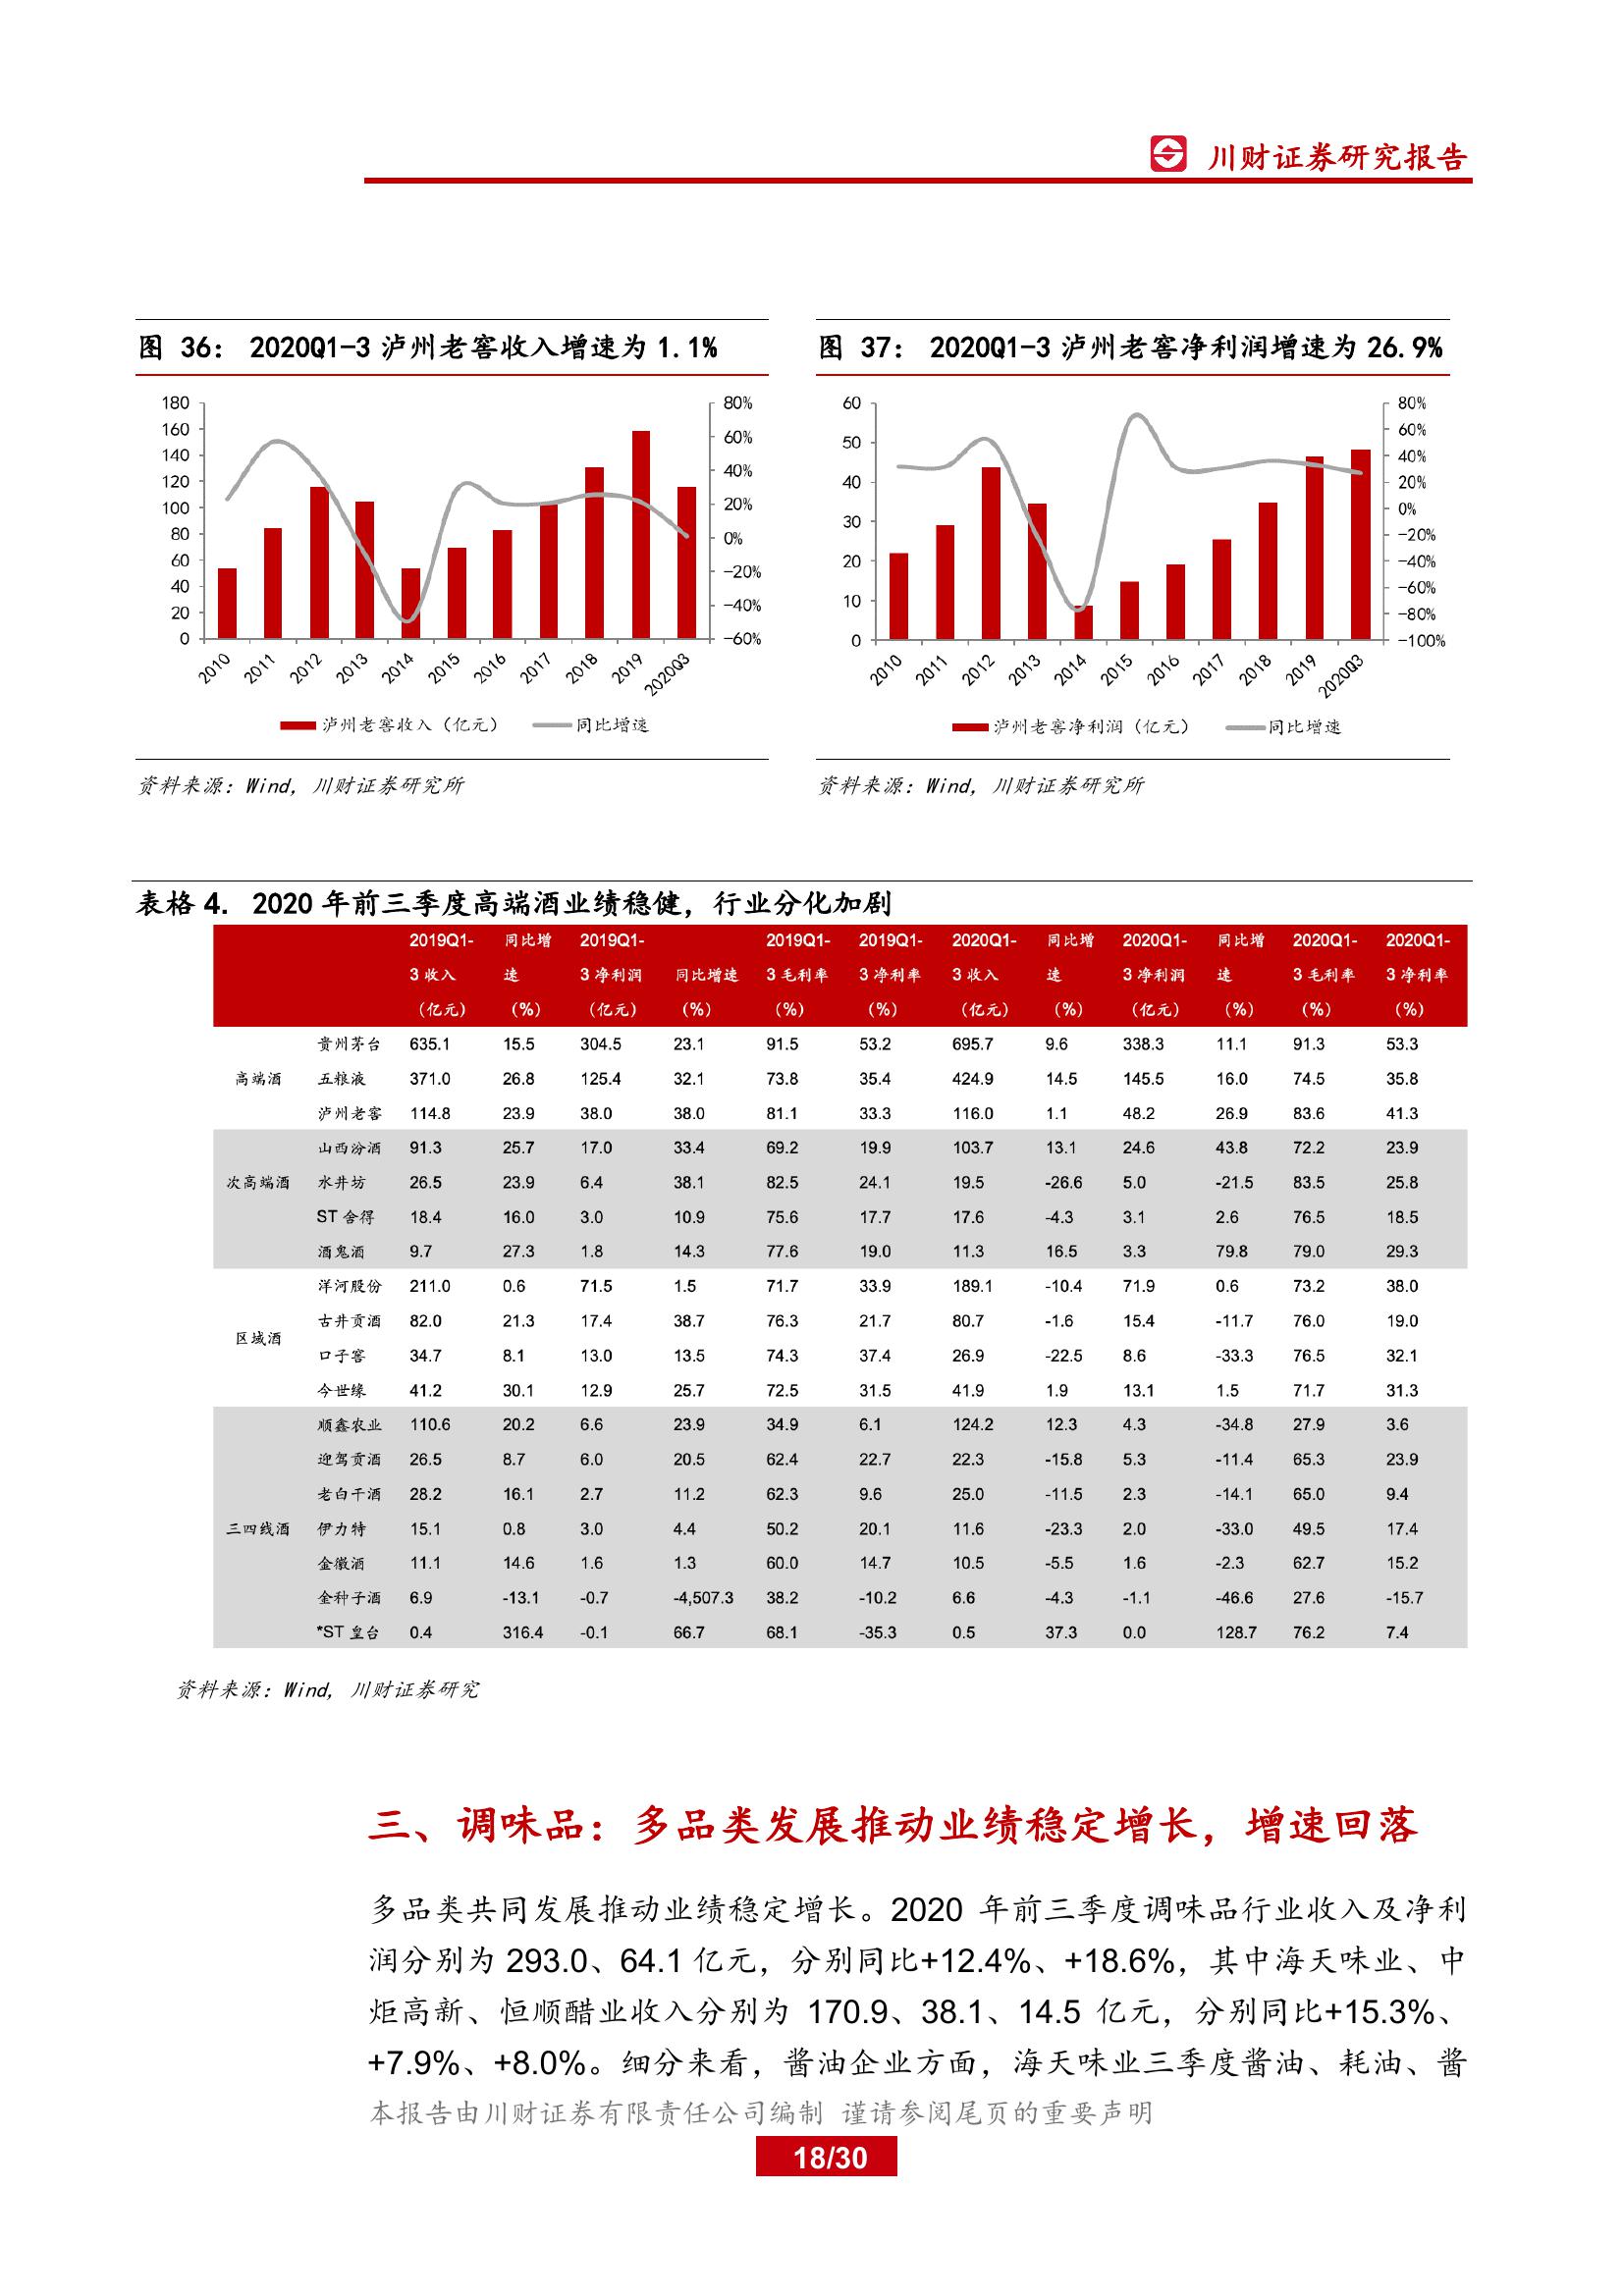 川财证券研究报告
图 36： 2020Q1-3 泸州老窖收入增速为 1.1%
180
160
140
120
100
80
60
40
20
0
80%
60%
40%
20%
0%
-20%
-40%
-60%
2010 2011 2012 2013 2014 2015 2016 2017 2018 2019 2020Q3
泸州老窖收入（亿元） 同比增速
资料来源：Wind，川财证券研究所
图 37： 2020Q1-3 泸州老窖净利润增速为 26.9%
60
50
40
30
20
10
0
80%
60%
40%
20%
0%
-20%
-40%
-60%
-80%
-100%
2010 2011 2012 2013 2014 2015 2016 2017 2018 2019 2020Q3
泸州老窖净利润（亿元） 同比增速
资料来源：Wind，川财证券研究所
表格 4. 2020 年前三季度高端酒业绩稳健，行业分化加剧
2019Q1- 同比增 2019Q1- 2019Q1- 2019Q1- 2020Q1- 同比增 2020Q1- 同比增 2020Q1- 2020Q1-
3 收入 速 3 净利润 同比增速 3 毛利率 3 净利率 3 收入 速 3 净利润 速 3 毛利率 3 净利率
（亿元） （%） （亿元） （%） （%） （%） （亿元） （%） （亿元） （%） （%） （%）
贵州茅台 635.1 15.5 304.5 23.1 91.5 53.2 695.7 9.6 338.3 11.1 91.3 53.3
高端酒 五粮液 371.0 26.8 125.4 32.1 73.8 35.4 424.9 14.5 145.5 16.0 74.5 35.8
泸州老窖 114.8 23.9 38.0 38.0 81.1 33.3 116.0 1.1 48.2 26.9 83.6 41.3
山西汾酒 91.3 25.7 17.0 33.4 69.2 19.9 103.7 13.1 24.6 43.8 72.2 23.9
次高端酒 水井坊 26.5 23.9 6.4 38.1 82.5 24.1 19.5 -26.6 5.0 -21.5 83.5 25.8
ST 舍得 18.4 16.0 3.0 10.9 75.6 17.7 17.6 -4.3 3.1 2.6 76.5 18.5
酒鬼酒 9.7 27.3 1.8 14.3 77.6 19.0 11.3 16.5 3.3 79.8 79.0 29.3
洋河股份 211.0 0.6 71.5 1.5 71.7 33.9 189.1 -10.4 71.9 0.6 73.2 38.0
古井贡酒 82.0 21.3 17.4 38.7 76.3 21.7 80.7 -1.6 15.4 -11.7 76.0 19.0
区域酒
口子窖 34.7 8.1 13.0 13.5 74.3 37.4 26.9 -22.5 8.6 -33.3 76.5 32.1
今世缘 41.2 30.1 12.9 25.7 72.5 31.5 41.9 1.9 13.1 1.5 71.7 31.3
顺鑫农业 110.6 20.2 6.6 23.9 34.9 6.1 124.2 12.3 4.3 -34.8 27.9 3.6
迎驾贡酒 26.5 8.7 6.0 20.5 62.4 22.7 22.3 -15.8 5.3 -11.4 65.3 23.9
老白干酒 28.2 16.1 2.7 11.2 62.3 9.6 25.0 -11.5 2.3 -14.1 65.0 9.4
三四线酒 伊力特 15.1 0.8 3.0 4.4 50.2 20.1 11.6 -23.3 2.0 -33.0 49.5 17.4
金徽酒 11.1 14.6 1.6 1.3 60.0 14.7 10.5 -5.5 1.6 -2.3 62.7 15.2
金种子酒 6.9 -13.1 -0.7 -4,507.3 38.2 -10.2 6.6 -4.3 -1.1 -46.6 27.6 -15.7
*ST 皇台 0.4 316.4 -0.1 66.7 68.1 -35.3 0.5 37.3 0.0 128.7 76.2 7.4
资料来源：Wind，川财证券研究
三、调味品：多品类发展推动业绩稳定增长，增速回落
多品类共同发展推动业绩稳定增长。2020 年前三季度调味品行业收入及净利
润分别为 293.0、64.1 亿元，分别同比+12.4%、+18.6%，其中海天味业、中
炬高新、恒顺醋业收入分别为 170.9、38.1、14.5 亿元，分别同比+15.3%、
+7.9%、+8.0%。细分来看，酱油企业方面，海天味业三季度酱油、耗油、酱
本报告由川财证券有限责任公司编制 谨请参阅尾页的重要声明
18/30